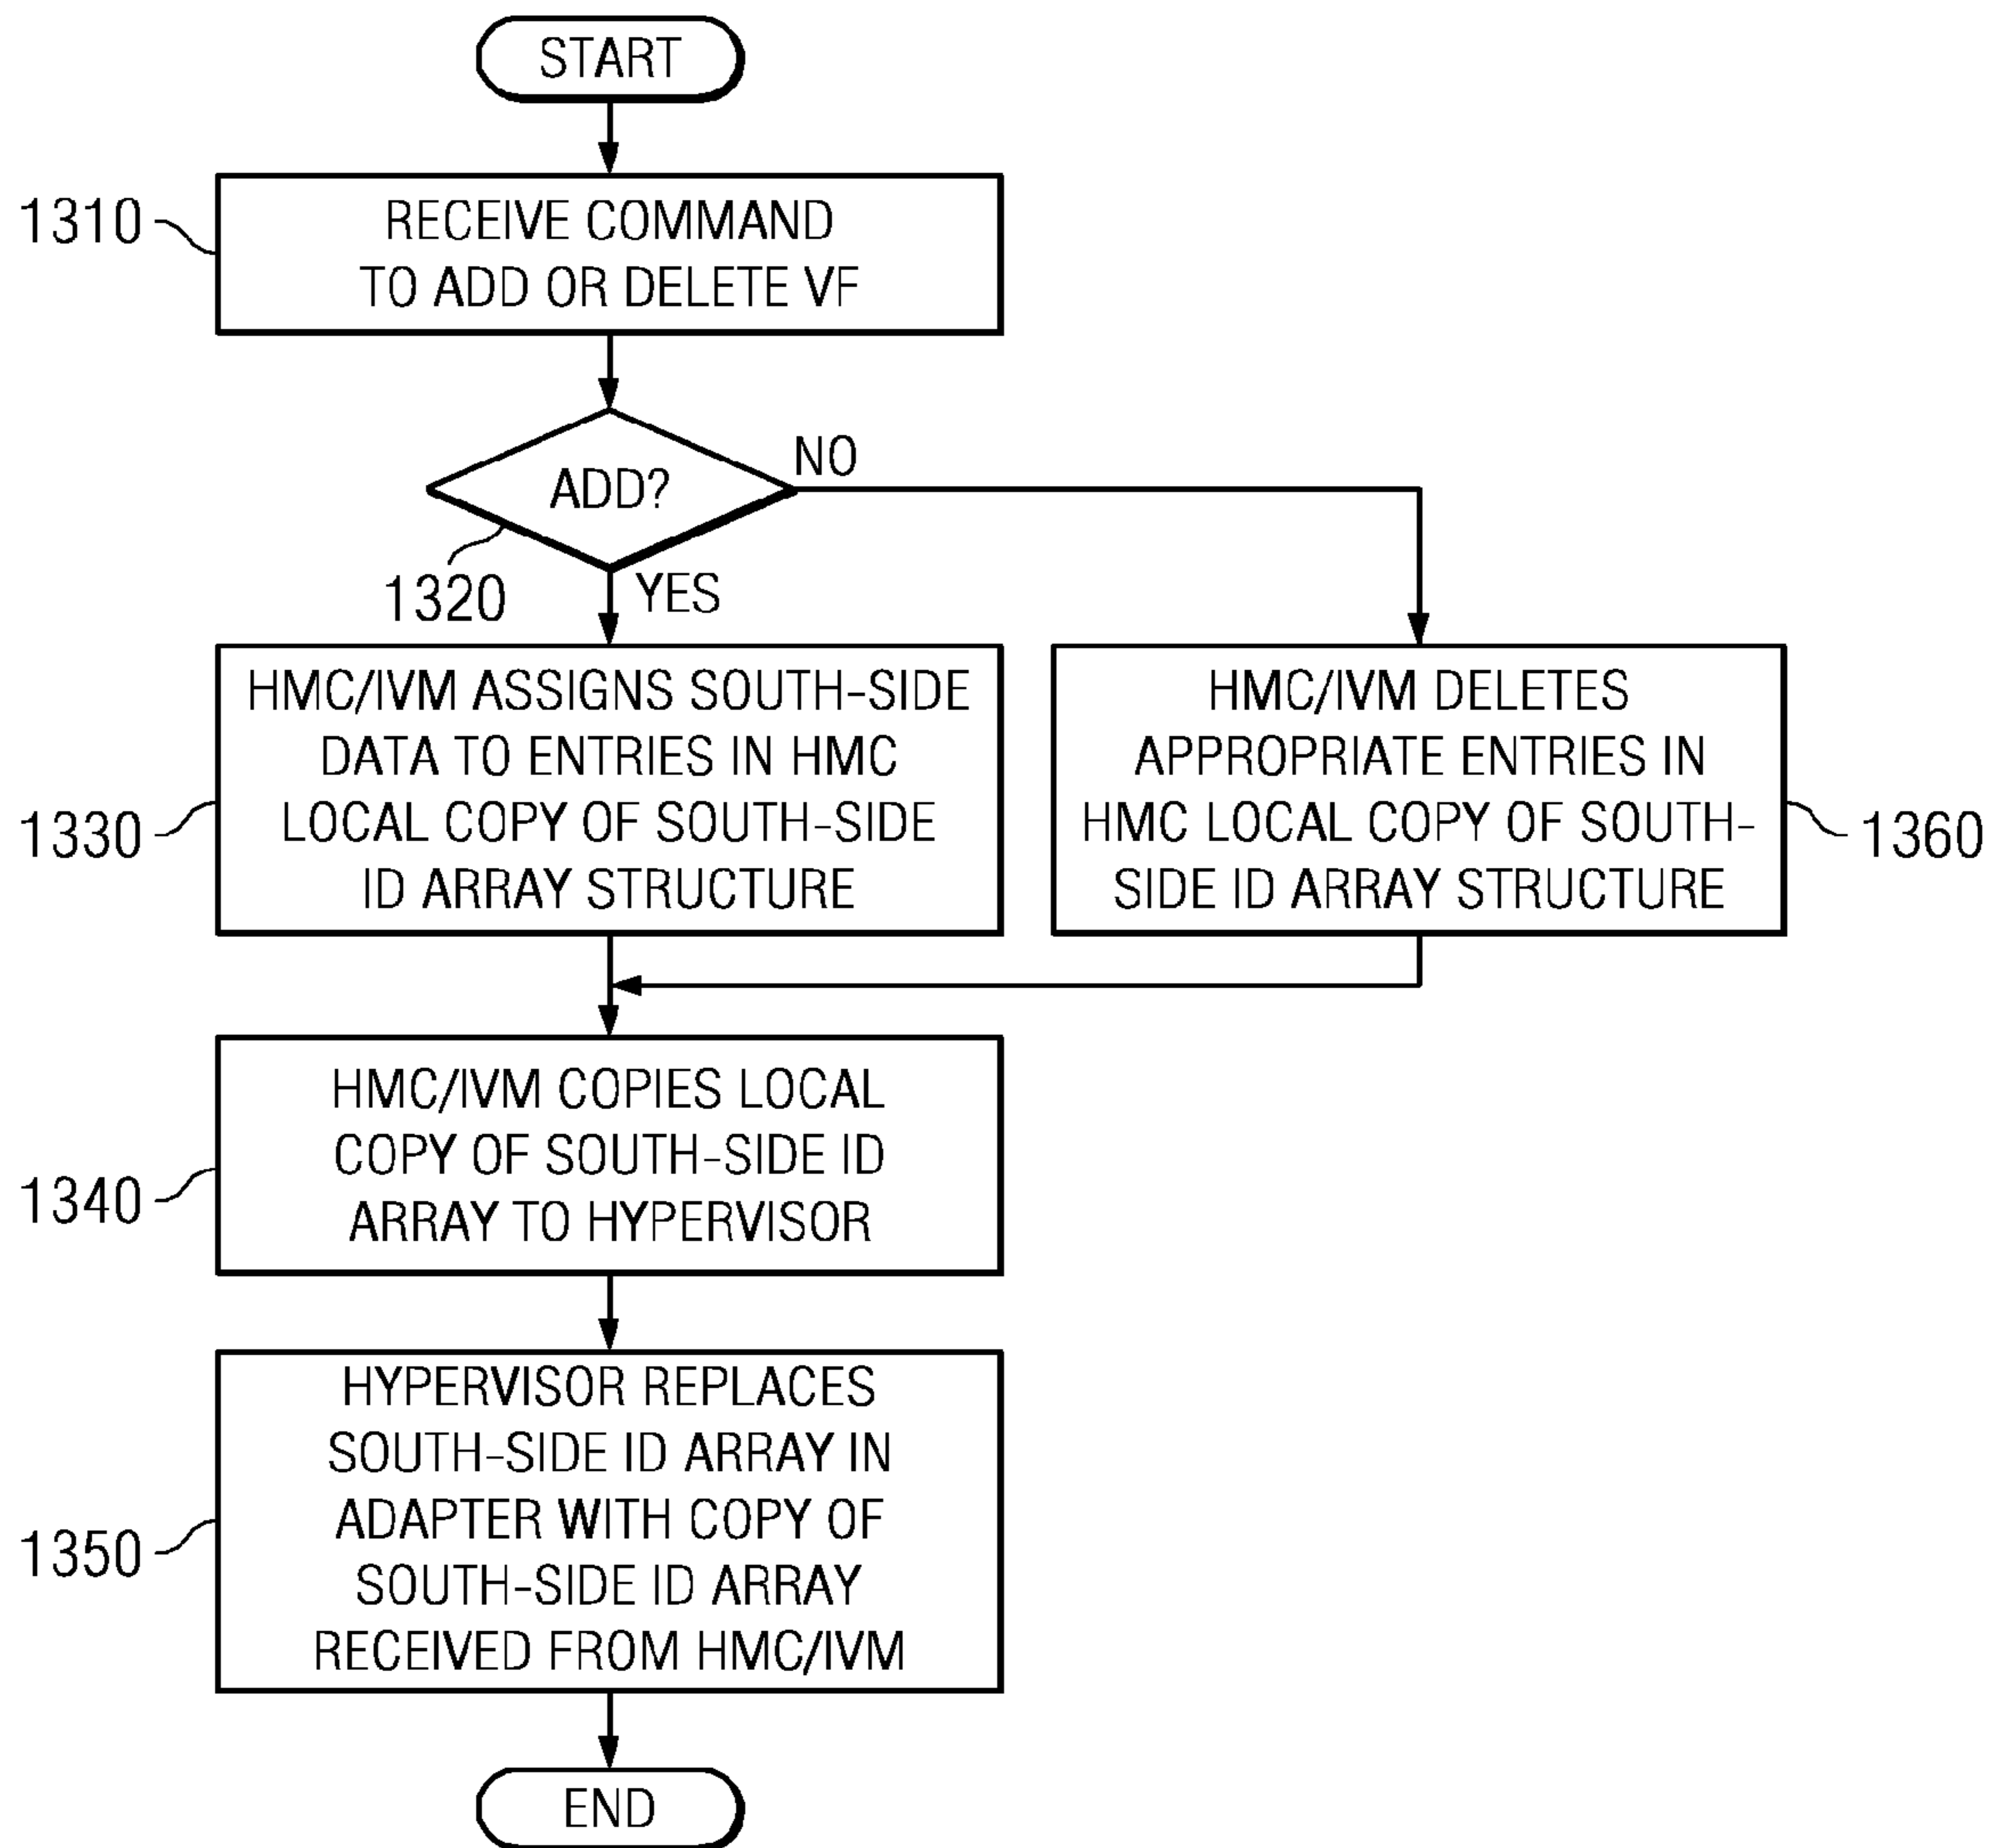 START
1310
RECEIVE COMMAND
TO ADD OR DELETE VF
ADD?
NO
1320
YES
1330
HMC/IVM ASSIGNS SOUTH-SIDE
DATA TO ENTRIES IN HMC
LOCAL COPY OF SOUTH-SIDE
ID ARRAY STRUCTURE
HMC/IVM DELETES
APPROPRIATE ENTRIES IN
HMC LOCAL COPY OF SOUTH-
SIDE ID ARRAY STRUCTURE
1360
1340
HMC/IVM COPIES LOCAL
COPY OF SOUTH-SIDE ID
ARRAY TO HYPERVISOR
1350
HYPERVISOR REPLACES
SOUTH-SIDE ID ARRAY IN
ADAPTER WITH COPY OF
SOUTH-SIDE ID ARRAY
RECEIVED FROM HMC/IVM
END